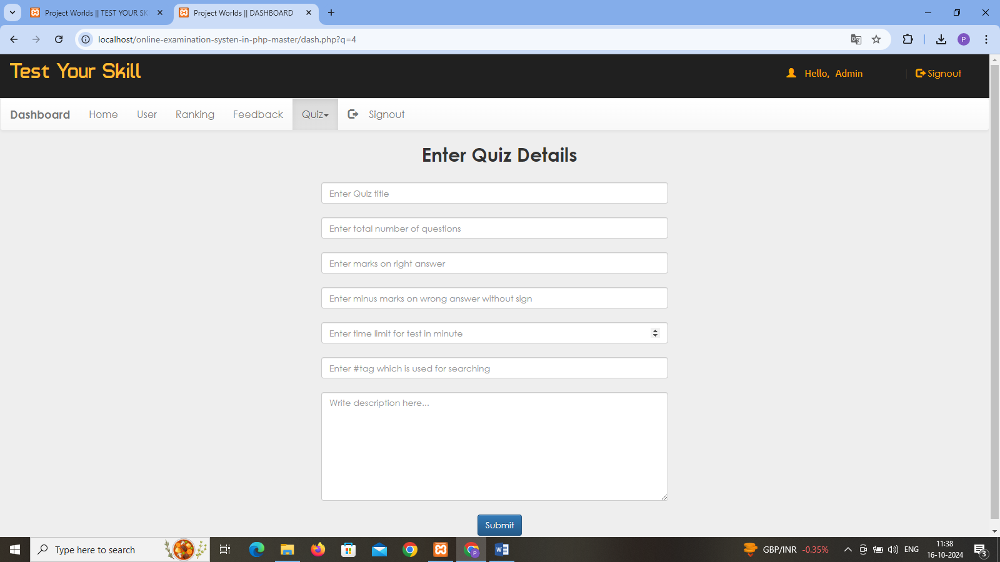 Project Worlds || TEST YOUR SK
Project Worlds || DASHBOARD
localhost/online-examination-systen-in-php-master/dash.php?q=4
P
Test Your Skill
Hello, Admin
| Signout
Dashboard Home User Ranking Feedback Quiz Signout
Enter Quiz Details
Enter Quiz title
Enter total number of questions
Enter marks on right answer
Enter minus marks on wrong answer without sign
Enter time limit for test in minute
Enter #tag which is used for searching
Write description here...
Submit
Type here to search
P
GBP/INR -0.35%
ENG
11:38
16-10-2024
3